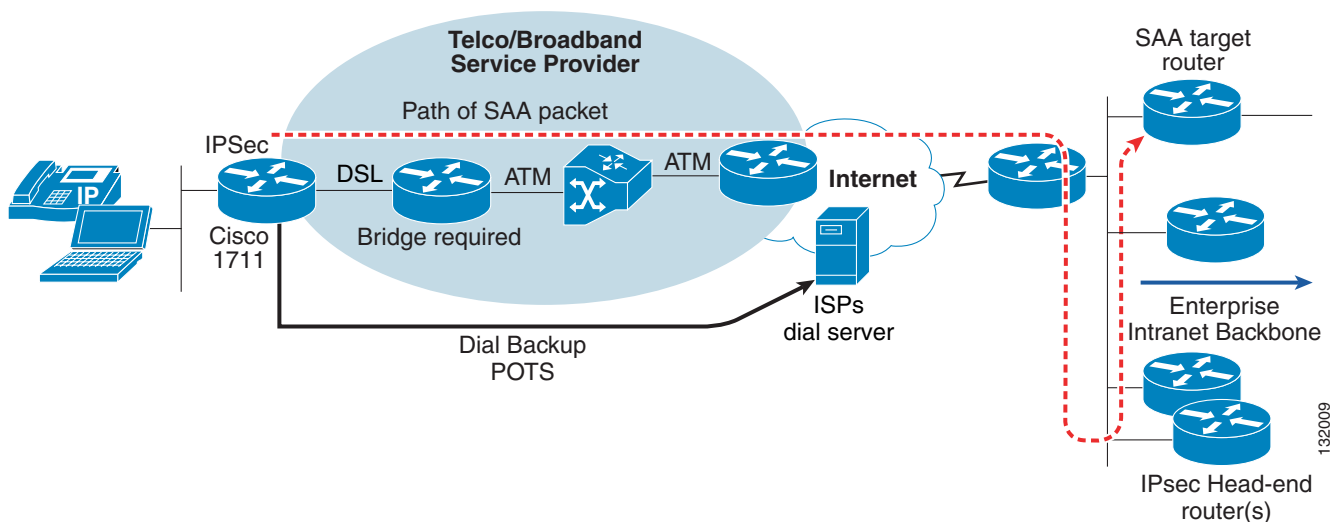 Telco/Broadband
Service Provider
SAA target
router
Path of SAA packet
IPSec
IP
DSL
ATM
ATM
Internet
Cisco
1711
Bridge required
ISPs
dial server
Enterprise
Intranet Backbone
Dial Backup
POTS
IPsec Head-end
router(s)
132009